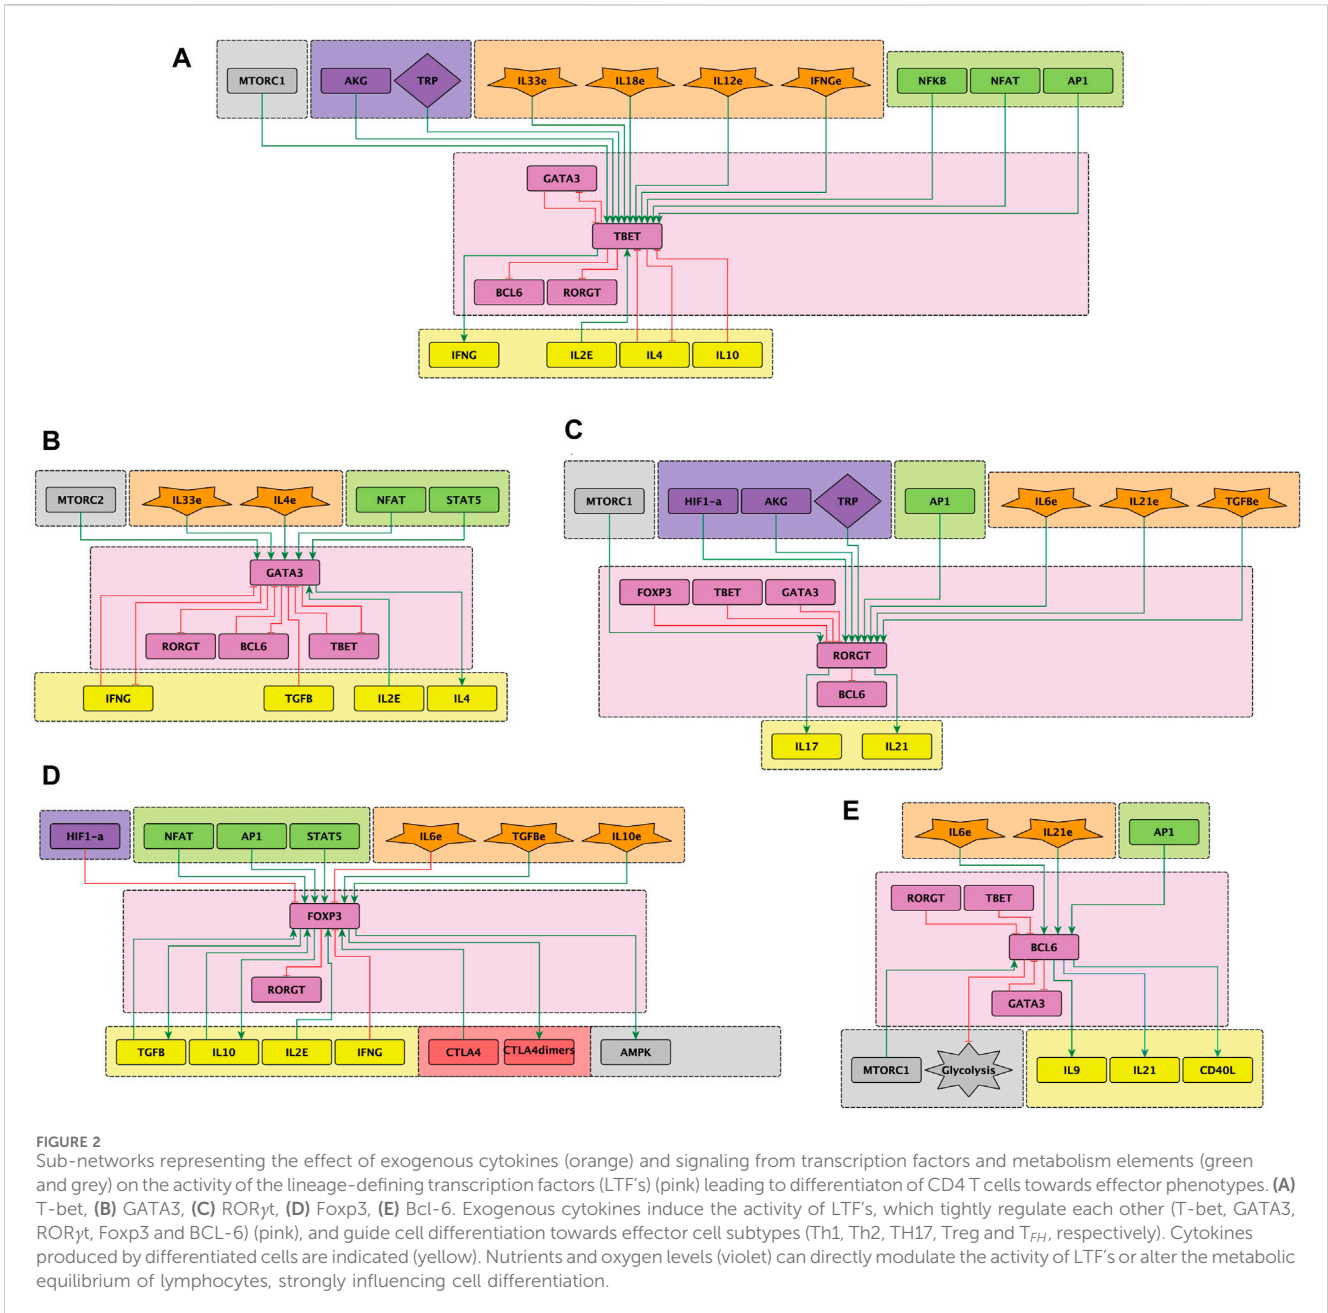 A
MTORC1 AKG TRP IL33e IL18e IL12e IFNGe NFKB NFAT AP1
GATA3
TBET
BCL6 RORGT
IFNG IL2E IL4 IL10
B
MTORC2 IL33e IL4e NFAT STAT5
GATA3
RORGT BCL6 TBET
IFNG TGFB IL2E IL4
C
MTORC1 HIF1-a AKG TRP AP1 IL6e IL21e TGFBe
FOXP3 TBET GATA3
RORGT
BCL6
IL17 IL21
D
HIF1-a NFAT AP1 STAT5 IL6e TGFBe IL10e
FOXP3
RORGT
TGFB IL10 IL2E IFNG CTLA4 CTLA4dimers AMPK
E
IL6e IL21e AP1
RORGT TBET
BCL6
GATA3
MTORC1 Glycolysis IL9 IL21 CD40L
FIGURE 2
Sub-networks representing the effect of exogenous cytokines (orange) and signaling from transcription factors and metabolism elements (green
and grey) on the activity of the lineage-defining transcription factors (LTF's) (pink) leading to differentiaton of CD4 T cells towards effector phenotypes. (A)
T-bet, (B) GATA3, (C) RORγt, (D) Foxp3, (E) Bcl-6. Exogenous cytokines induce the activity of LTF's, which tightly regulate each other (T-bet, GATA3,
RORγt, Foxp3 and BCL-6) (pink), and guide cell differentiation towards effector cell subtypes (Th1, Th2, TH17, Treg and TFH, respectively). Cytokines
produced by differentiated cells are indicated (yellow). Nutrients and oxygen levels (violet) can directly modulate the activity of LTF's or alter the metabolic
equilibrium of lymphocytes, strongly influencing cell differentiation.